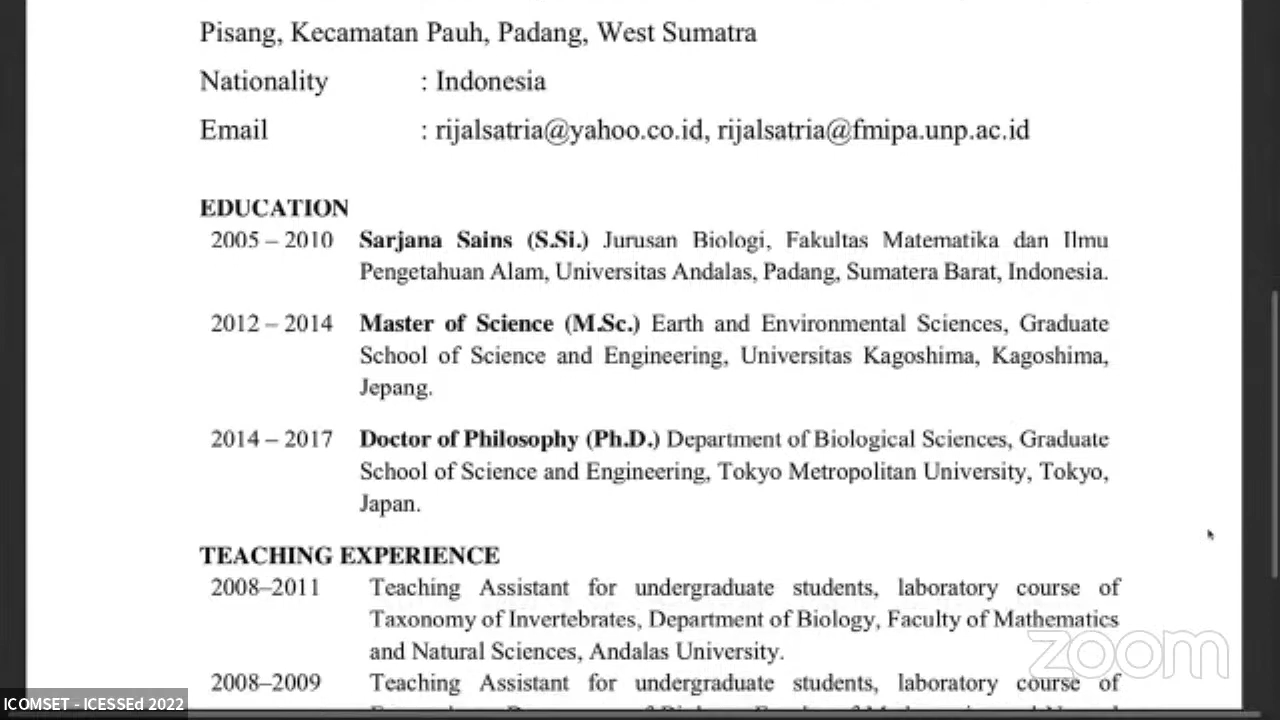 Pisang, Kecamatan Pauh, Padang, West Sumatra
Nationality : Indonesia
Email : rijalsatria@yahoo.co.id, rijalsatria@fmipa.unp.ac.id
EDUCATION
2005 – 2010 Sarjana Sains (S.Si.) Jurusan Biologi, Fakultas Matematika dan Ilmu
Pengetahuan Alam, Universitas Andalas, Padang, Sumatera Barat, Indonesia.
2012 – 2014 Master of Science (M.Sc.) Earth and Environmental Sciences, Graduate
School of Science and Engineering, Universitas Kagoshima, Kagoshima,
Jepang.
2014 – 2017 Doctor of Philosophy (Ph.D.) Department of Biological Sciences, Graduate
School of Science and Engineering, Tokyo Metropolitan University, Tokyo,
Japan.
TEACHING EXPERIENCE
2008–2011 Teaching Assistant for undergraduate students, laboratory course of
Taxonomy of Invertebrates, Department of Biology, Faculty of Mathematics
and Natural Sciences, Andalas University.
2008–2009 Teaching Assistant for undergraduate students, laboratory course of
zoom
ICOMSET - ICESSEd 2022